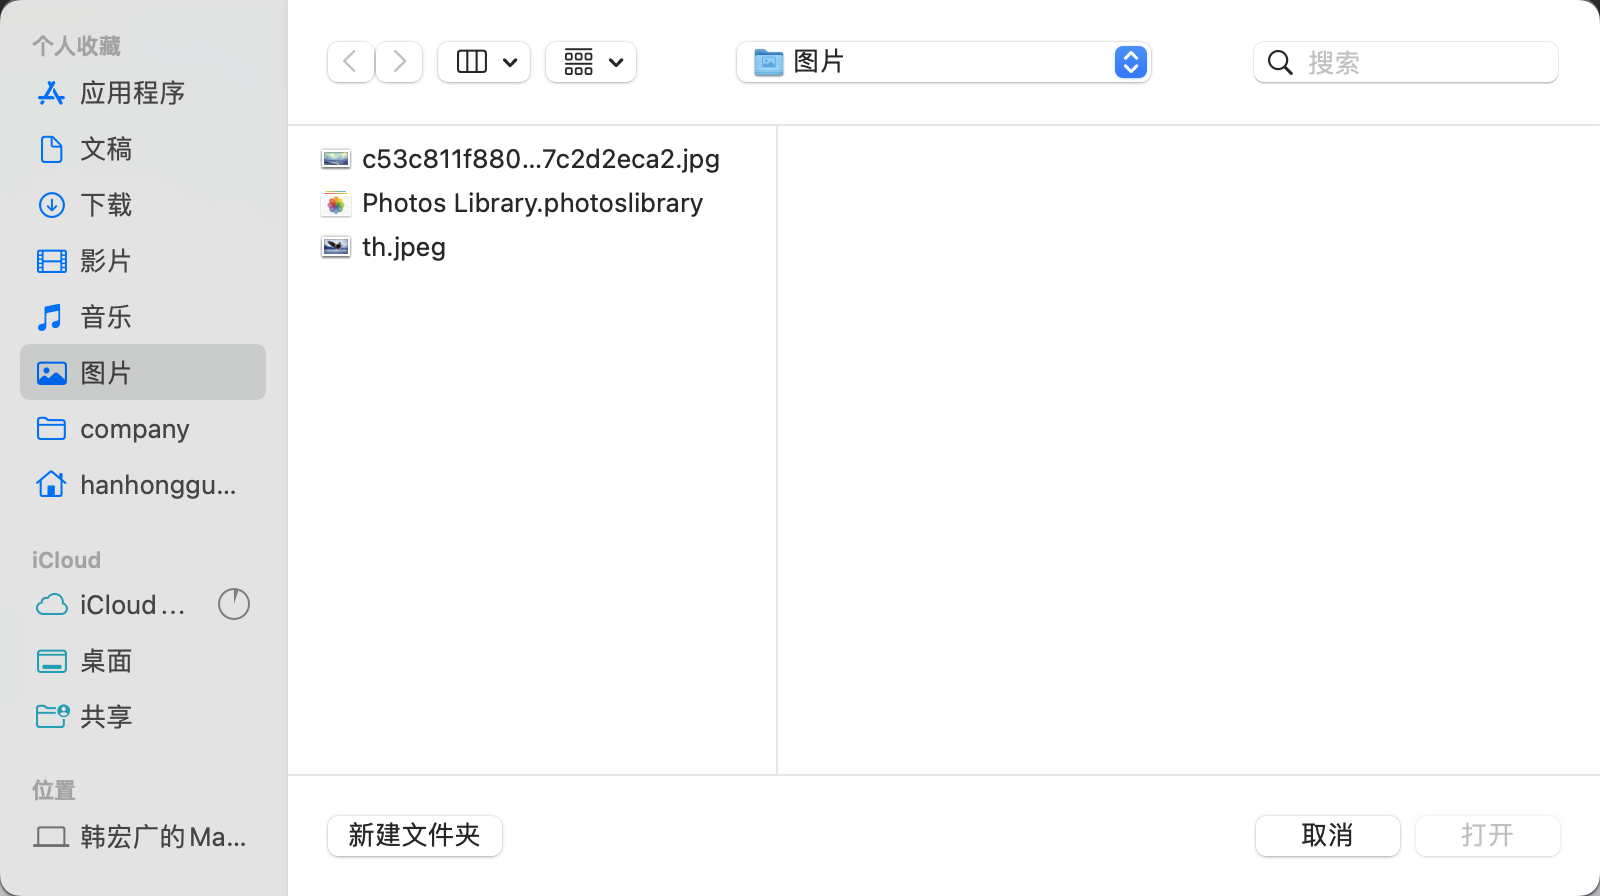 个人收藏
应用程序
文稿
下载
影片
音乐
图片
company
hanhonggu...
iCloud
iCloud...
桌面
共享
位置
韩宏广的Ma...
图片
搜索
c53c811f880...7c2d2eca2.jpg
Photos Library.photoslibrary
th.jpeg
新建文件夹
取消
打开